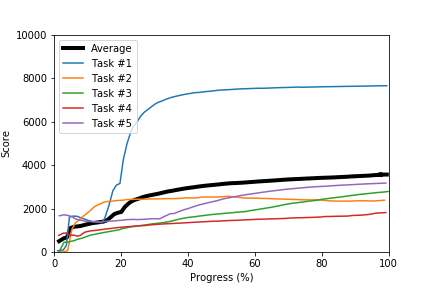 10000
8000
6000
4000
2000
0
Score
Average
Task #1
Task #2
Task #3
Task #4
Task #5
0 20 40 60 80 100
Progress (%)